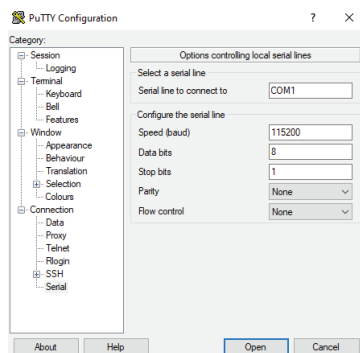 PuTTY Configuration
?
×
Category:
Session
Logging
Terminal
Keyboard
Bell
Features
Window
Appearance
Behaviour
Translation
Selection
Colours
Connection
Data
Proxy
Telnet
Rlogin
SSH
Serial
Options controlling local serial lines
Select a serial line
Serial line to connect to COM1
Configure the serial line
Speed (baud) 115200
Data bits 8
Stop bits 1
Parity None
Flow control None
About Help Open Cancel